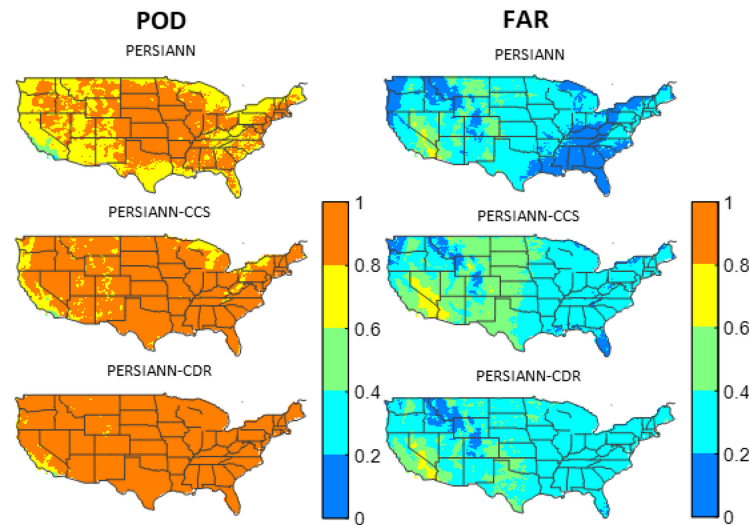 POD
FAR
PERSIANN
PERSIANN
PERSIANN-CCS
PERSIANN-CCS
1
0.8
0.6
0.4
0.2
0
1
0.8
0.6
0.4
0.2
0
PERSIANN-CDR
PERSIANN-CDR